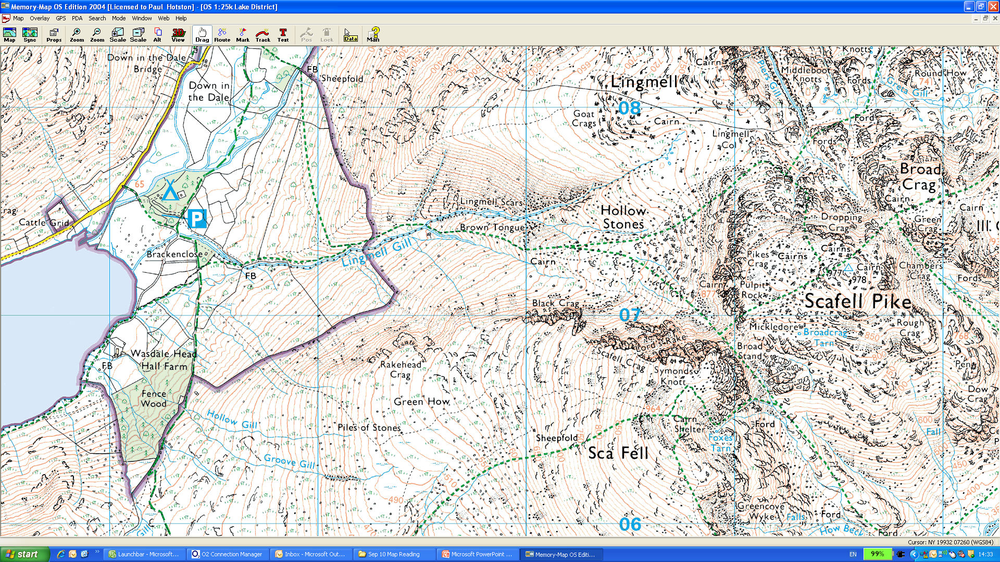 Memory-Map OS Edition 2004 [Licensed to Paul Hotston] - [OS 1:25k Lake District]
Map Overlay GPS PDA Search Mode Window Web Help
Map Sync Props Zoom Zoom Scale Scale Alt 3D View Drag Route Mark Track Text Pos Lock Data Man
Down in the Dale
Bridge
Down in
the Dale
FB
Sheepfold
Lingmell
Cairn
Piers Gill
Knotts
Middleboot
Knotts
Fords
Round How
741
Greta Gill
08
Goat
Crags
Cairn
Lingmell
Col
Ford
Fords
65
Broad
Crag
Cairn
Cattle Grid
P
Lingmell Scars
Hollow
Stones
Brown Tongue
Lingmell Gill
Dropping
Crag
Green
Crag
Cairn
Ill
Brackenclose
FB
Cairn
Pikes
Crag
Cairns
Cairns
977
Cairn
978
Chambers
Crag
Fords
Cairn
877
Pulpit
Rock
Scafell Pike
Black Crag
07
Mickledore
Broadcrag
Tarn
850
Rough
Crag
768
Lord's Rake
Scafell Crag
Broad
Stand
Symonds
Knott
Wasdale Head
Hall Farm
FB
Rakehead
Crag
Pen
Dow
Crag
Fence
Wood
Green How
964
Cairn
Shelter
Ford
600
Fall
Hollow Gill
Piles of Stones
Sheepfold
Foxes
Tarn
Sca Fell
Groove Gill
510
490
470
450
400
06
Greencove
Wyke
Falls
Ford
How Beck
Ford
Gill
Cursor: NY 19932 07260 (WGS84)
start
Launchbar - Microsoft...
O2 Connection Manager
Inbox - Microsoft Out...
Sep 10 Map Reading
Microsoft PowerPoint ...
Memory-Map OS Editi...
EN
99%
14:33